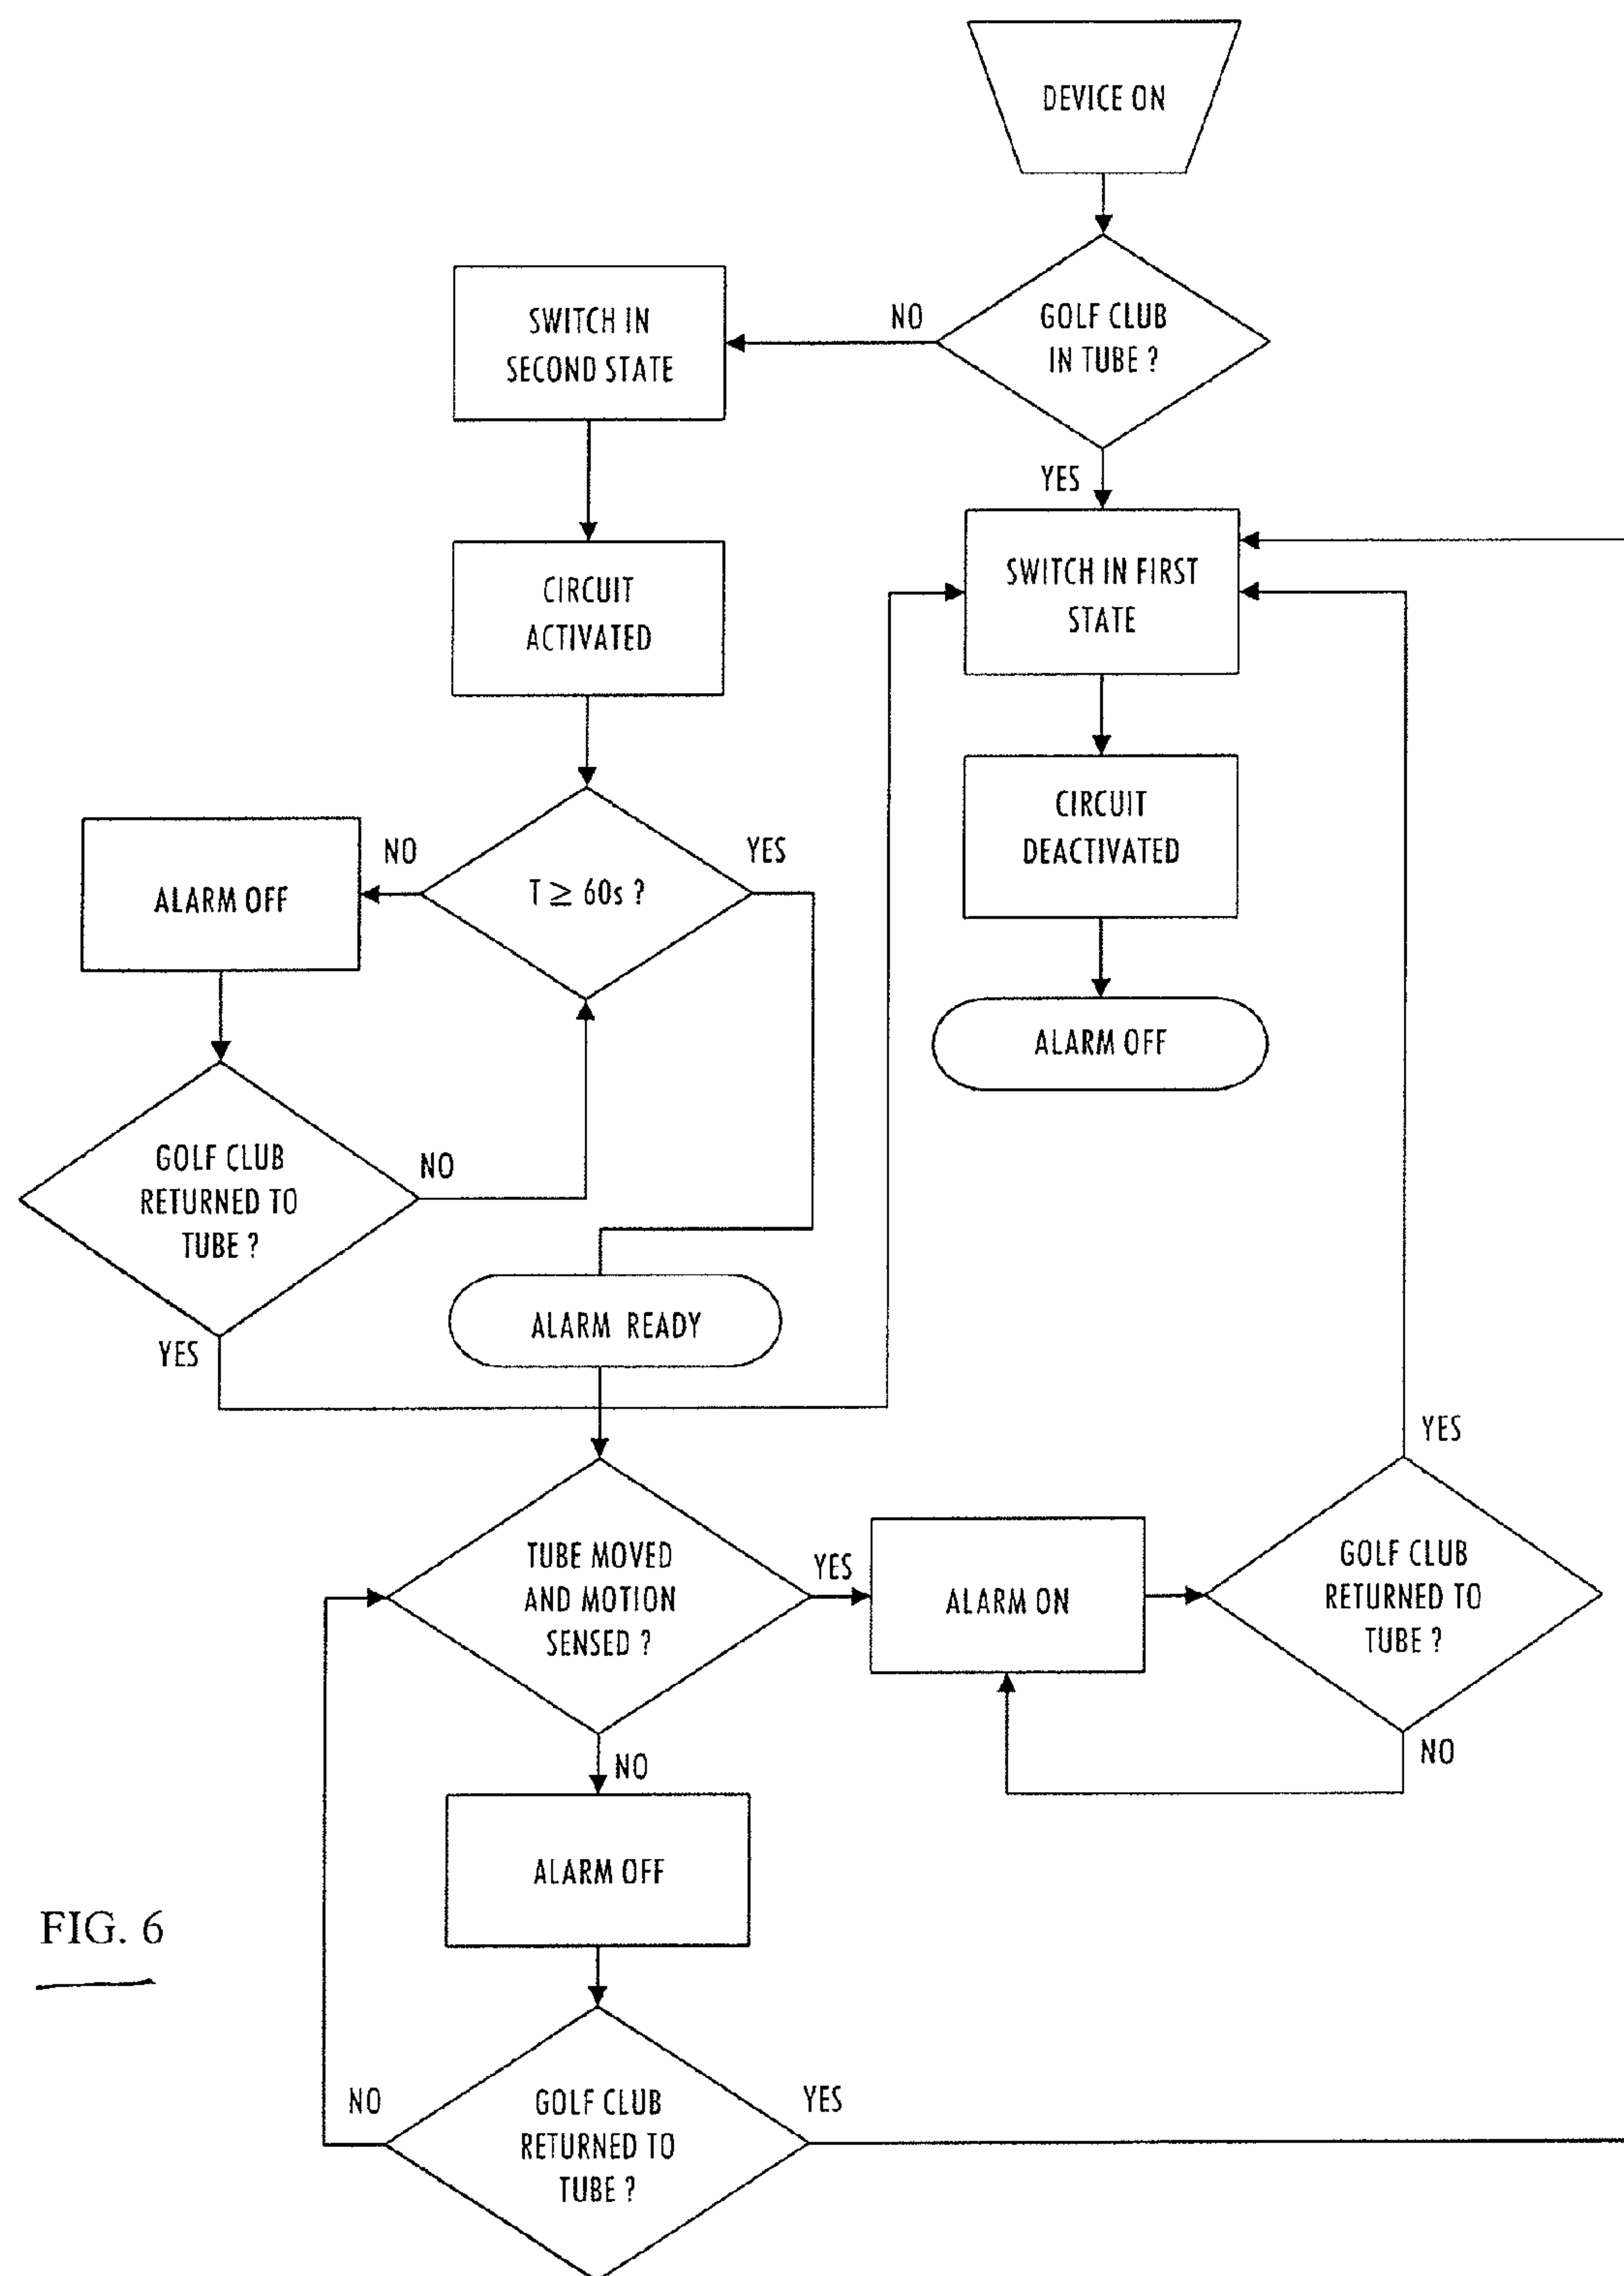 DEVICE ON
GOLF CLUB
IN TUBE ?
NO
YES
SWITCH IN
SECOND STATE
CIRCUIT
ACTIVATED
SWITCH IN FIRST
STATE
CIRCUIT
DEACTIVATED
ALARM OFF
T ≥ 60s ?
NO
YES
ALARM OFF
GOLF CLUB
RETURNED TO
TUBE ?
NO
YES
ALARM READY
TUBE MOVED
AND MOTION
SENSED ?
YES
NO
ALARM ON
GOLF CLUB
RETURNED TO
TUBE ?
YES
NO
ALARM OFF
GOLF CLUB
RETURNED TO
TUBE ?
NO
YES
FIG. 6